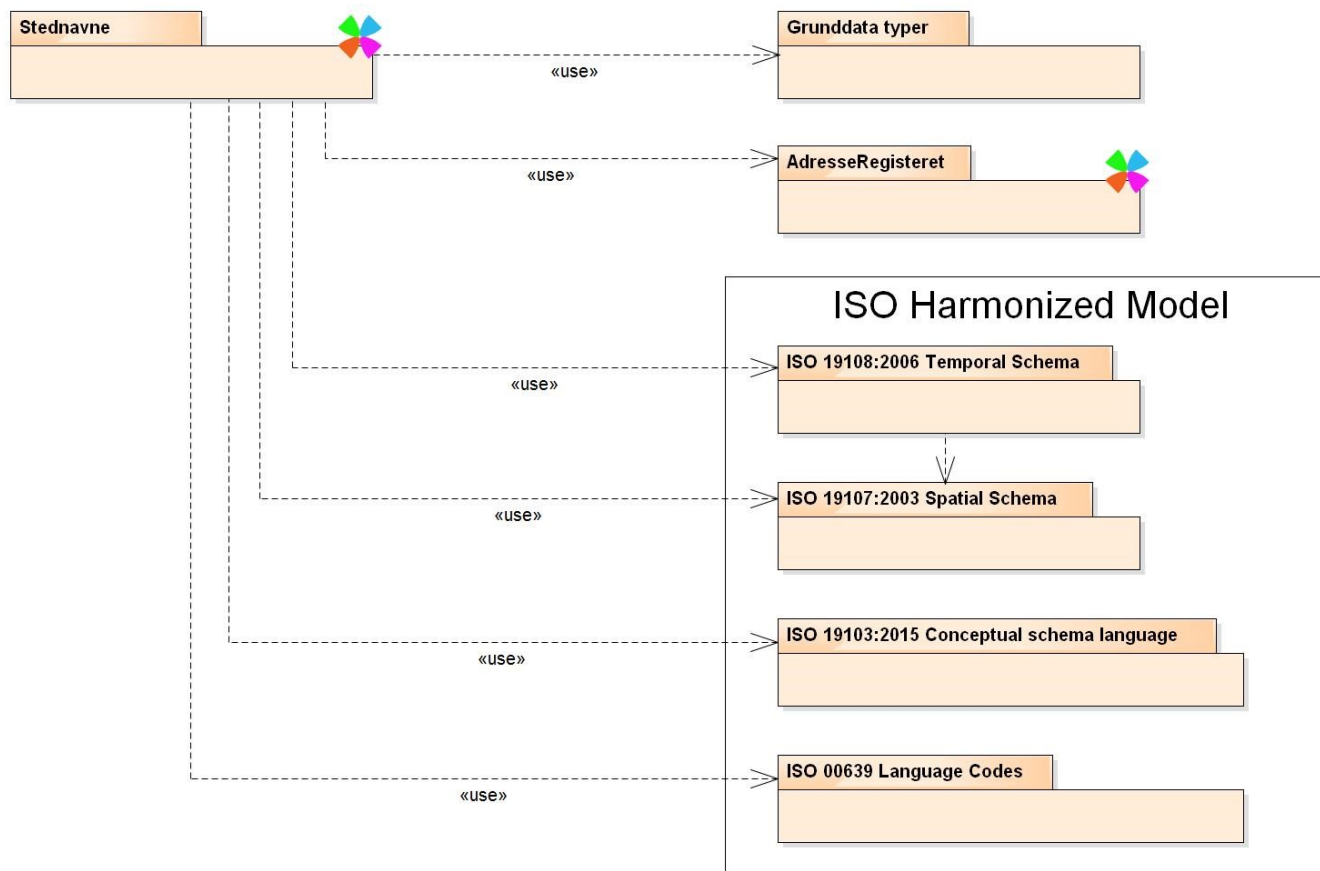 Stednavne
Grunddata typer
«use»
AdresseRegisteret
«use»
ISO Harmonized Model
ISO 19108:2006 Temporal Schema
«use»
ISO 19107:2003 Spatial Schema
«use»
ISO 19103:2015 Conceptual schema language
«use»
ISO 00639 Language Codes
«use»